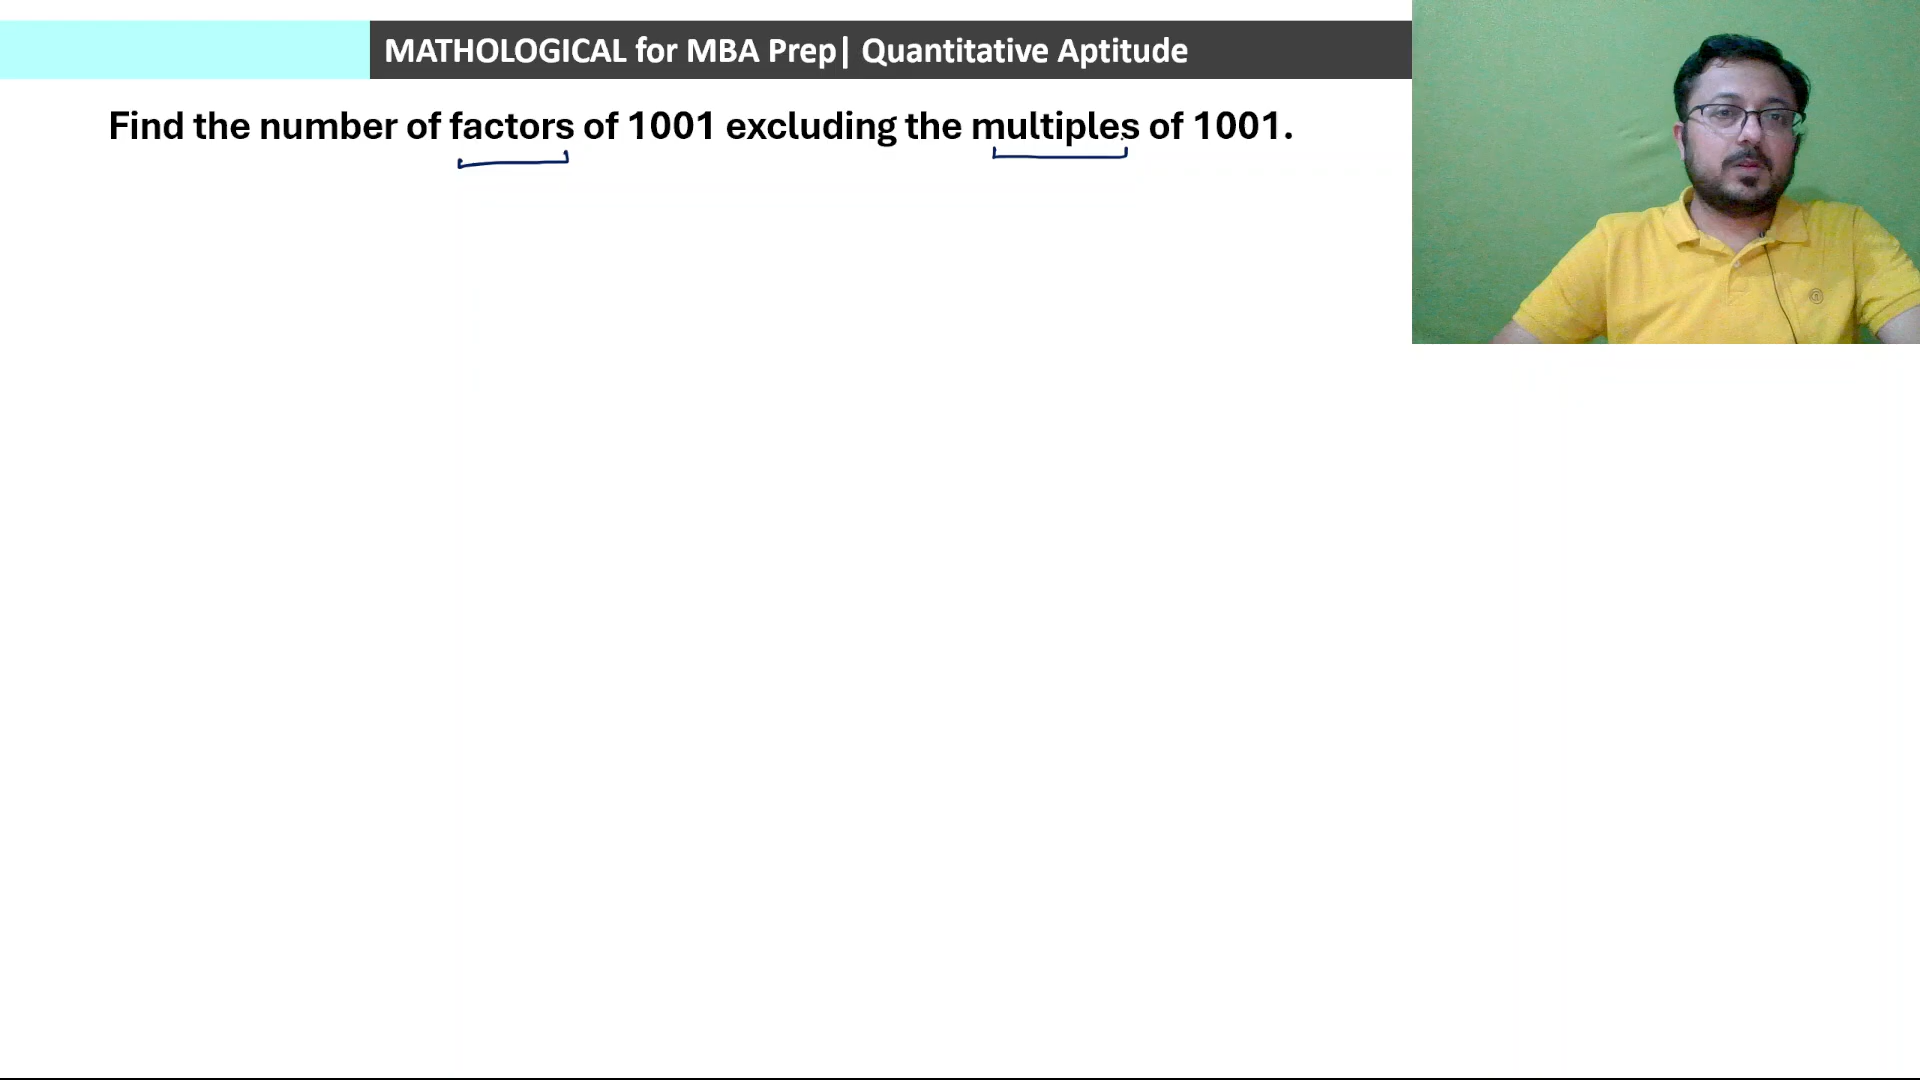 MATHOLOGICAL for MBA Prep| Quantitative Aptitude
Find the number of factors of 1001 excluding the multiples of 1001.